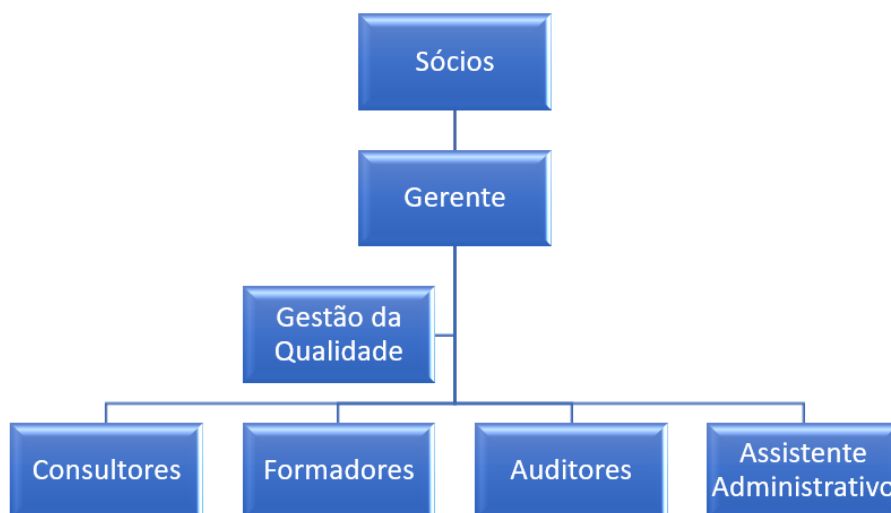 Sócios
Gerente
Gestão da
Qualidade
Consultores
Formadores
Auditores
Assistente
Administrativo